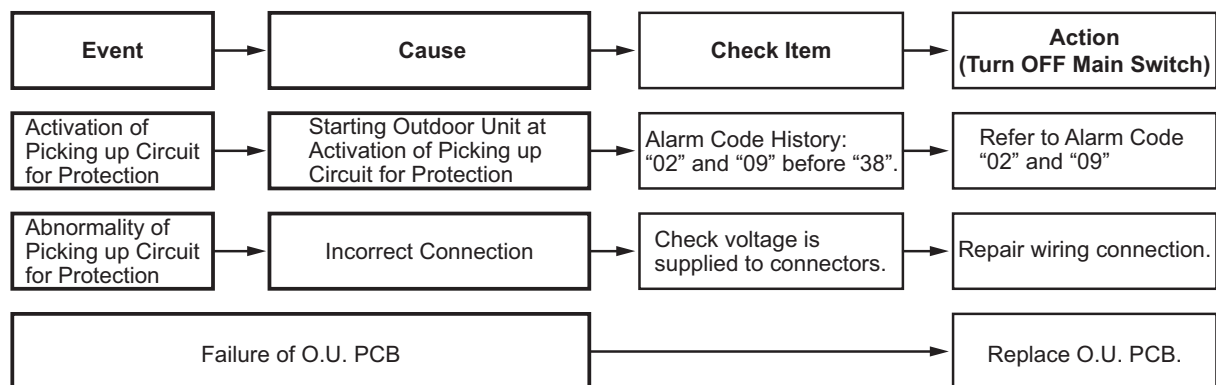 Event
Cause
Check Item
Action
(Turn OFF Main Switch)
Activation of
Picking up Circuit
for Protection
Starting Outdoor Unit at
Activation of Picking up
Circuit for Protection
Alarm Code History:
“02” and “09” before “38”.
Refer to Alarm Code
“02” and “09”
Abnormality of
Picking up Circuit
for Protection
Incorrect Connection
Check voltage is
supplied to connectors.
Repair wiring connection.
Failure of O.U. PCB
Replace O.U. PCB.